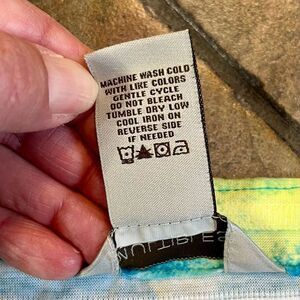 MACHINE WASH COLD
WITH LIKE COLORS
GENTLE CYCLE
DO NOT BLEACH
TUMBLE DRY LOW
COOL IRON ON
REVERSE SIDE
IF NEEDED